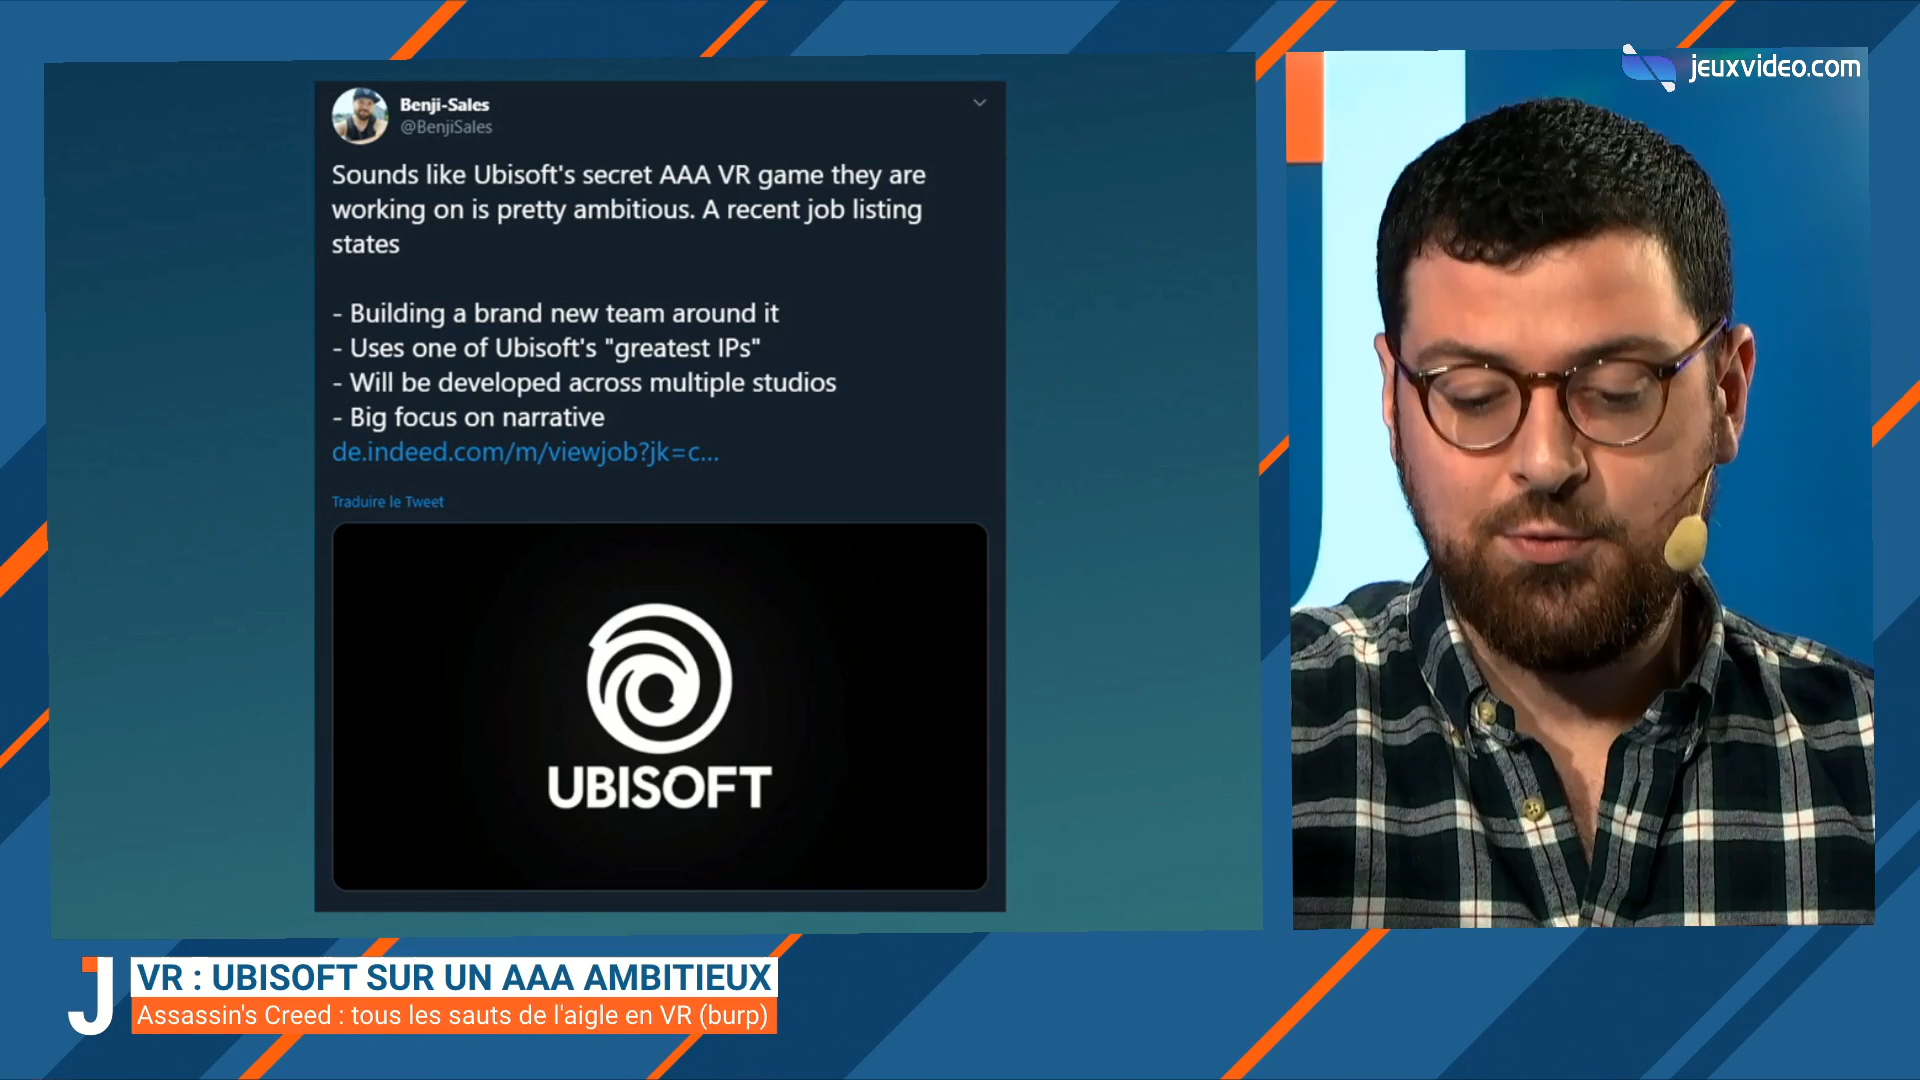 jeuxvideo.com
Benji-Sales
@BenjiSales
Sounds like Ubisoft's secret AAA VR game they are
working on is pretty ambitious. A recent job listing
states
- Building a brand new team around it
- Uses one of Ubisoft's "greatest IPs"
- Will be developed across multiple studios
- Big focus on narrative
de.indeed.com/m/viewjob?jk=c...
Traduire le Tweet
UBISOFT
J
VR : UBISOFT SUR UN AAA AMBITIEUX
Assassin's Creed : tous les sauts de l'aigle en VR (burp)